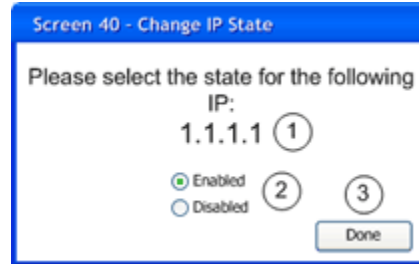 Screen 40 - Change IP State
Please select the state for the following
IP:
1.1.1.1 1
Enabled
2
Disabled
3
Done